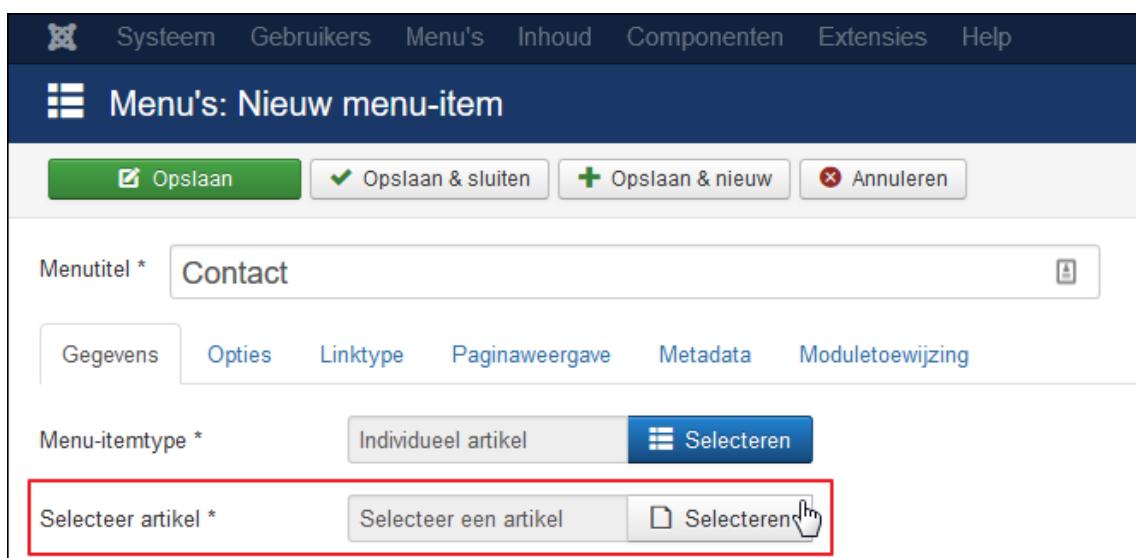 Systeem Gebruikers Menu's Inhoud Componenten Extensies Help
Menu's: Nieuw menu-item
Opslaan Opslaan & sluiten Opslaan & nieuw Annuleren
Menutitel * Contact
Gegevens Opties Linktype Paginaweergave Metadata Moduletoewijzing
Menu-itemtype * Individueel artikel Selecteren
Selecteer artikel * Selecteer een artikel Selecteren